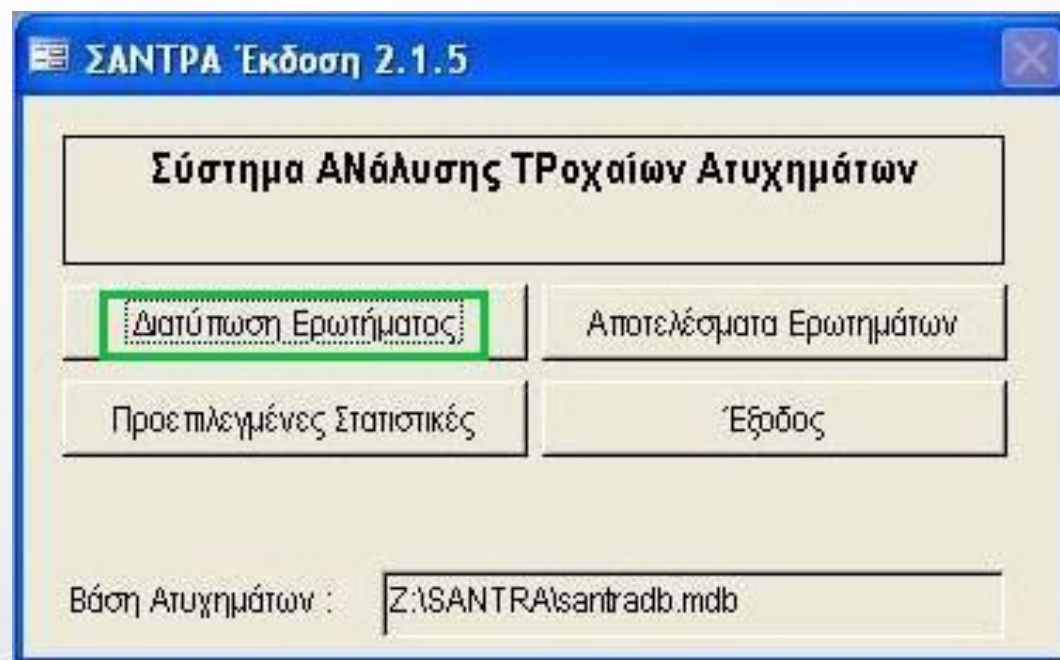 ΣΑΝΤΡΑ Έκδοση 2.1.5
Σύστημα ΑΝάλυσης ΤΡοχαίων Ατυχημάτων
Διατύπωση Ερωτήματος
Αποτελέσματα Ερωτημάτων
Προεπιλεγμένες Στατιστικές
Έξοδος
Βάση Ατυχημάτων : Z:\SANTRA\santradb.mdb